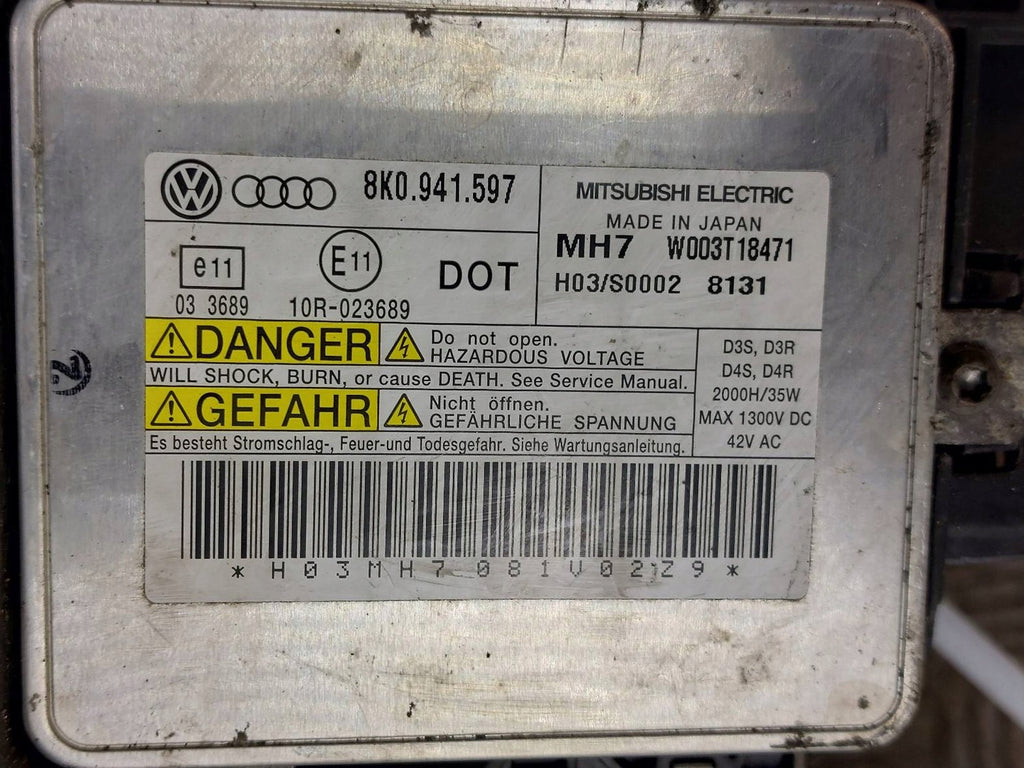 8K0.941.597
MITSUBISHI ELECTRIC
MADE IN JAPAN
MH7 W003T18471
H03/S0002 8131
e11
E11
DOT
03 3689
10R-023689
DANGER
Do not open.
HAZARDOUS VOLTAGE
WILL SHOCK, BURN, or cause DEATH. See Service Manual.
GEFAHR
Nicht öffnen.
GEFÄHRLICHE SPANNUNG
Es besteht Stromschlag-, Feuer-und Todesgefahr. Siehe Wartungsanleitung.
D3S, D3R
D4S, D4R
2000H/35W
MAX 1300V DC
42V AC
*H03MH7081V02Z9*
2